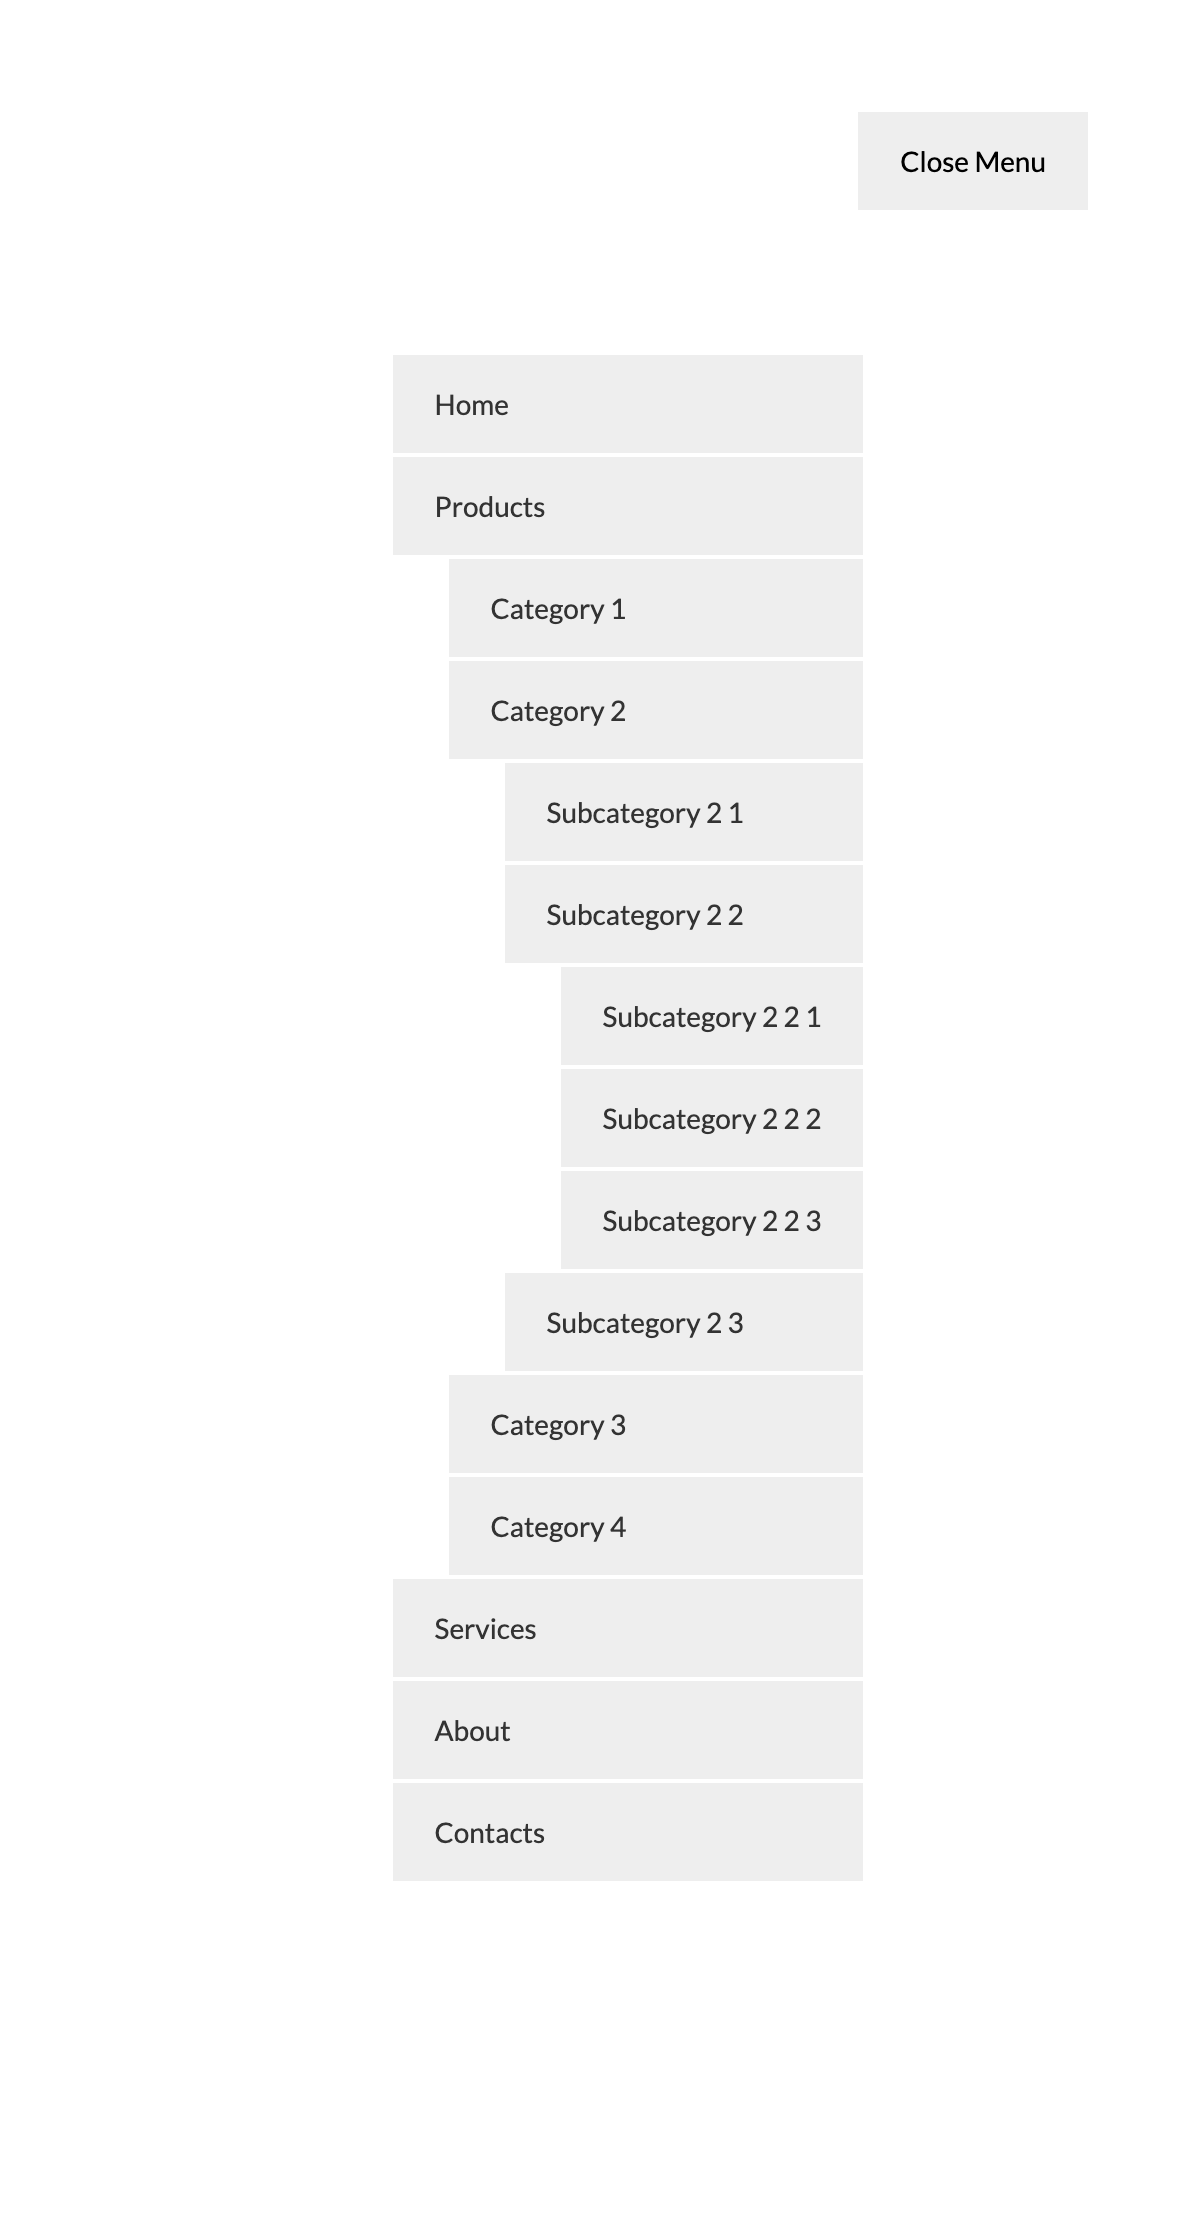 Close Menu
Home
Products
Category 1
Category 2
Subcategory 2 1
Subcategory 2 2
Subcategory 2 2 1
Subcategory 2 2 2
Subcategory 2 2 3
Subcategory 2 3
Category 3
Category 4
Services
About
Contacts